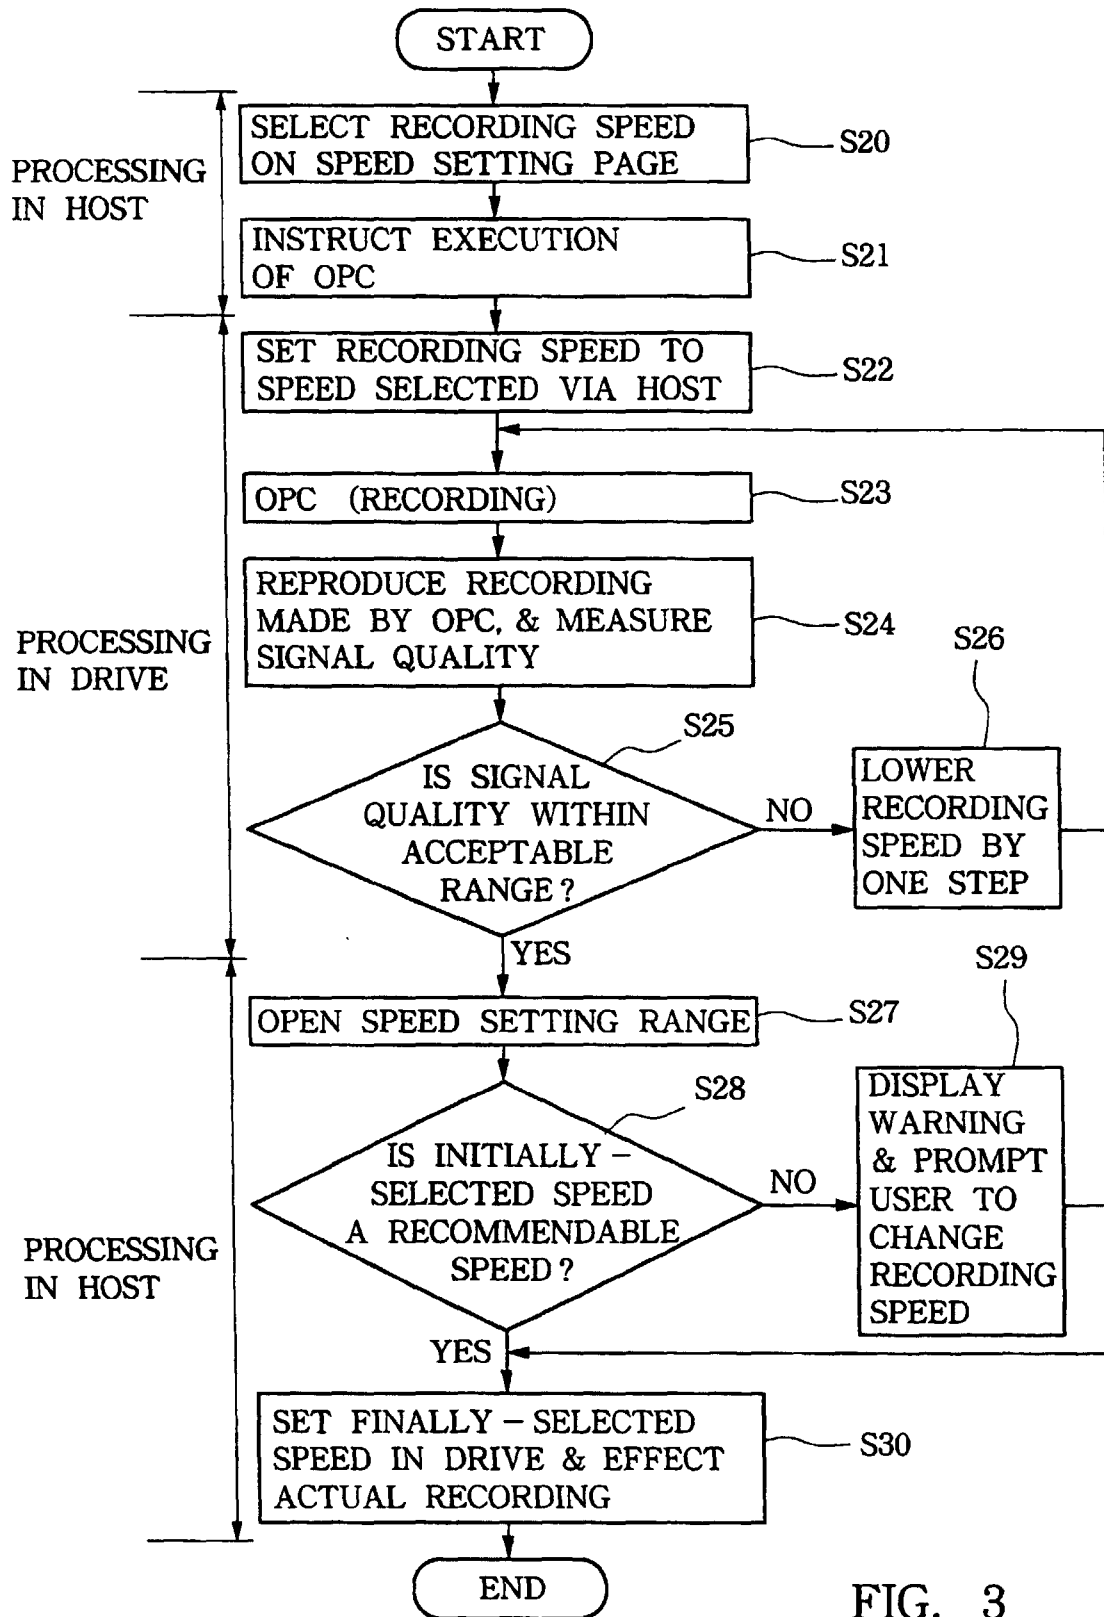 START
SELECT RECORDING SPEED
ON SPEED SETTING PAGE
S20
PROCESSING
IN HOST
INSTRUCT EXECUTION
OF OPC
S21
SET RECORDING SPEED TO
SPEED SELECTED VIA HOST
S22
OPC (RECORDING)
S23
REPRODUCE RECORDING
MADE BY OPC, & MEASURE
SIGNAL QUALITY
S24
PROCESSING
IN DRIVE
S25
IS SIGNAL
QUALITY WITHIN
ACCEPTABLE
RANGE?
NO
S26
LOWER
RECORDING
SPEED BY
ONE STEP
YES
OPEN SPEED SETTING RANGE
S27
S28
IS INITIALLY-
SELECTED SPEED
A RECOMMENDABLE
SPEED?
NO
S29
DISPLAY
WARNING
& PROMPT
USER TO
CHANGE
RECORDING
SPEED
PROCESSING
IN HOST
YES
SET FINALLY-SELECTED
SPEED IN DRIVE & EFFECT
ACTUAL RECORDING
S30
END
FIG. 3